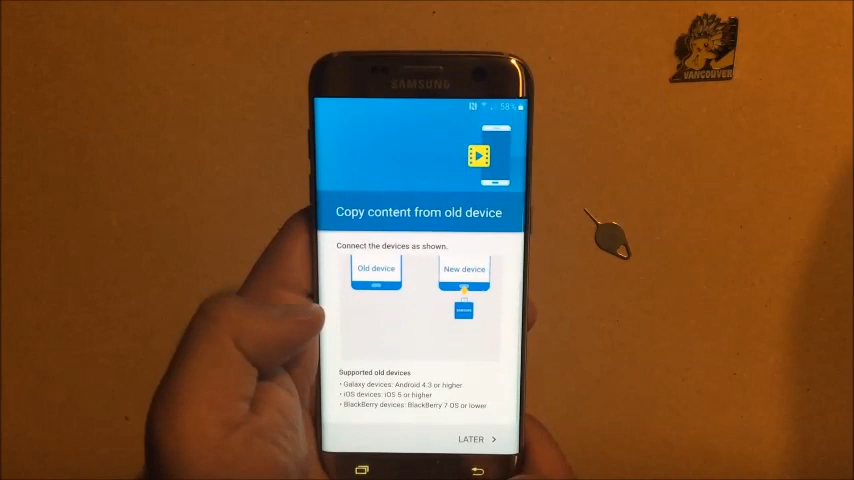 VANCOUVER
SAMSUNG
58%
Copy content from old device
Connect the devices as shown.
Old device
New device
SAMSUNG
Supported old devices
• Galaxy devices: Android 4.3 or higher
• iOS devices: iOS 5 or higher
• BlackBerry devices: BlackBerry 7 OS or lower
LATER >